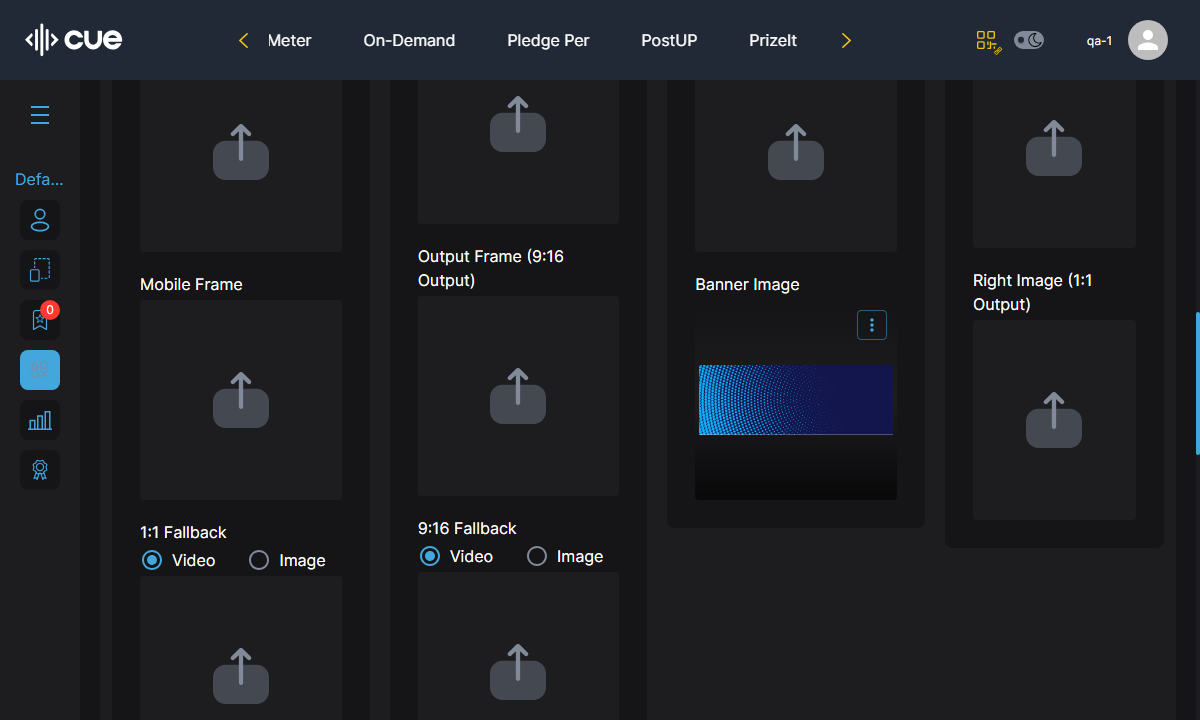 cue
Meter
On-Demand
Pledge Per
PostUP
PrizeIt
qa-1
Defa...
0
Mobile Frame
Output Frame (9:16
Output)
Banner Image
Right Image (1:1
Output)
1:1 Fallback
Video
Image
9:16 Fallback
Video
Image